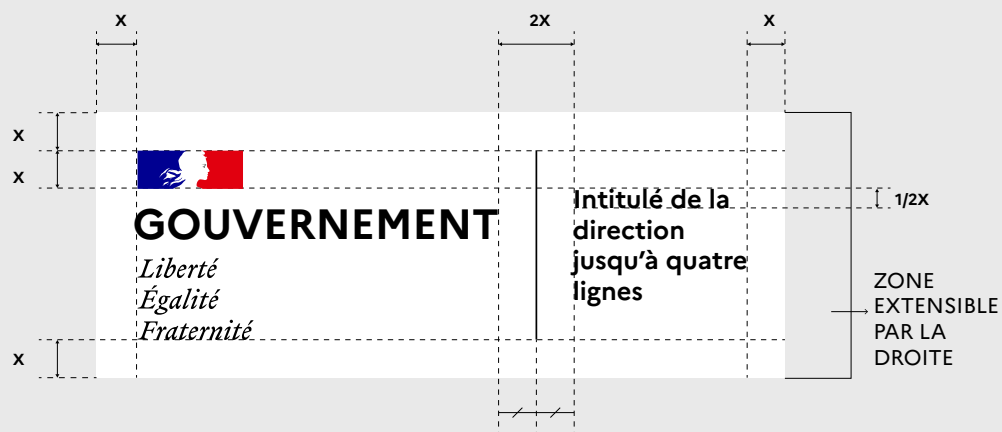 X
2X
X
X
X
1/2X
GOUVERNEMENT
Liberté
Égalité
Fraternité
Intitulé de la
direction
jusqu'à quatre
lignes
ZONE
EXTENSIBLE
PAR LA
DROITE
X